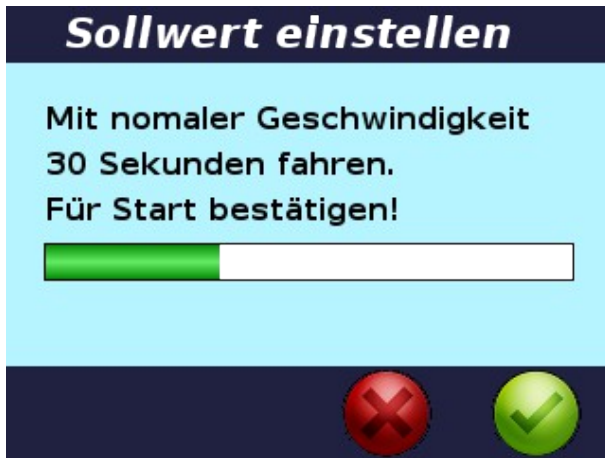 Sollwert einstellen
Mit nomaler Geschwindigkeit
30 Sekunden fahren.
Für Start bestätigen!